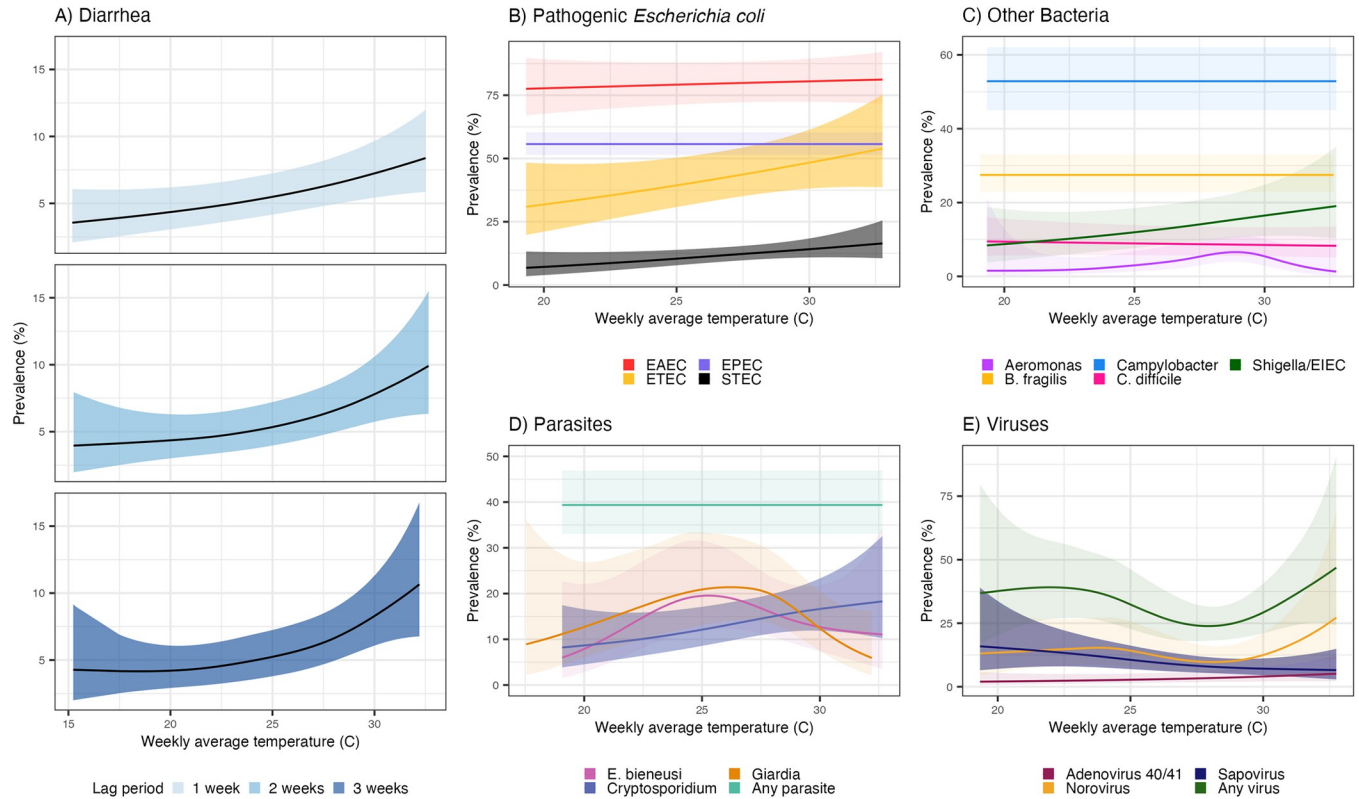 A) Diarrhea
15
10
5
15
10
5
15
10
5
Prevalence (%)
15 20 25 30
Weekly average temperature (C)
Lag period 1 week 2 weeks 3 weeks
B) Pathogenic Escherichia coli
75
50
25
0
Prevalence (%)
20 25 30
Weekly average temperature (C)
EAEC EPEC
ETEC STEC
C) Other Bacteria
60
40
20
0
Prevalence (%)
20 25 30
Weekly average temperature (C)
Aeromonas Campylobacter Shigella/EIEC
B. fragilis C. difficile
D) Parasites
50
40
30
20
10
0
Prevalence (%)
20 25 30
Weekly average temperature (C)
E. bieneusi Giardia
Cryptosporidium Any parasite
E) Viruses
75
50
25
0
Prevalence (%)
20 25 30
Weekly average temperature (C)
Adenovirus 40/41 Sapovirus
Norovirus Any virus